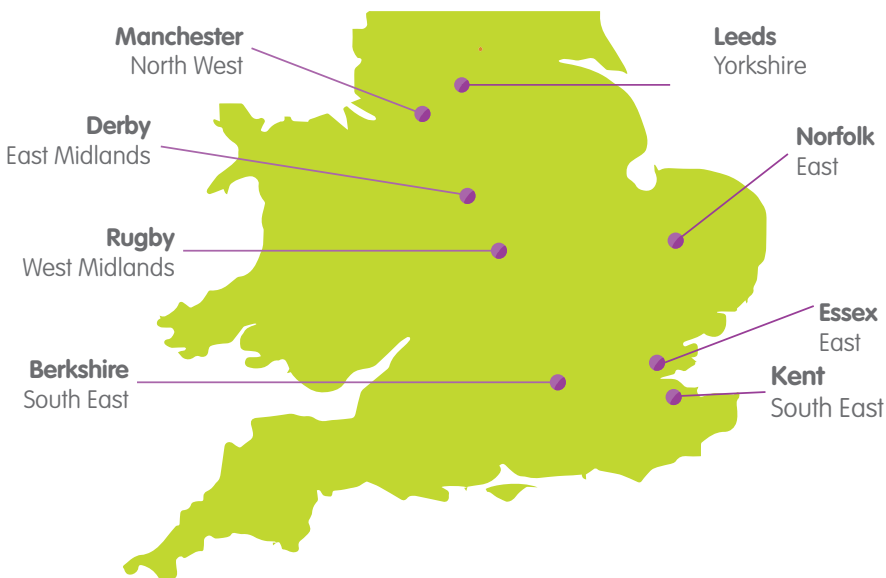 Manchester
North West
Leeds
Yorkshire
Derby
East Midlands
Norfolk
East
Rugby
West Midlands
Essex
East
Berkshire
South East
Kent
South East